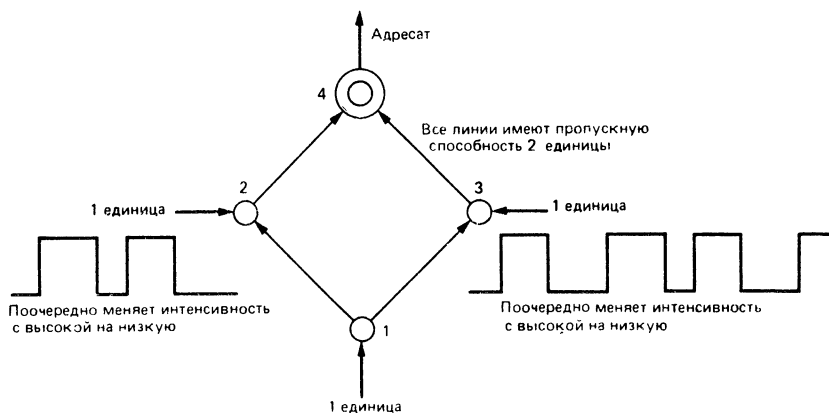 Адресат
4
Все линии имеют пропускную
способность 2 единицы
2
3
1 единица
1 единица
Поочередно меняет интенсивность
с высокой на низкую
Поочередно меняет интенсивность
с высокой на низкую
1
1 единица